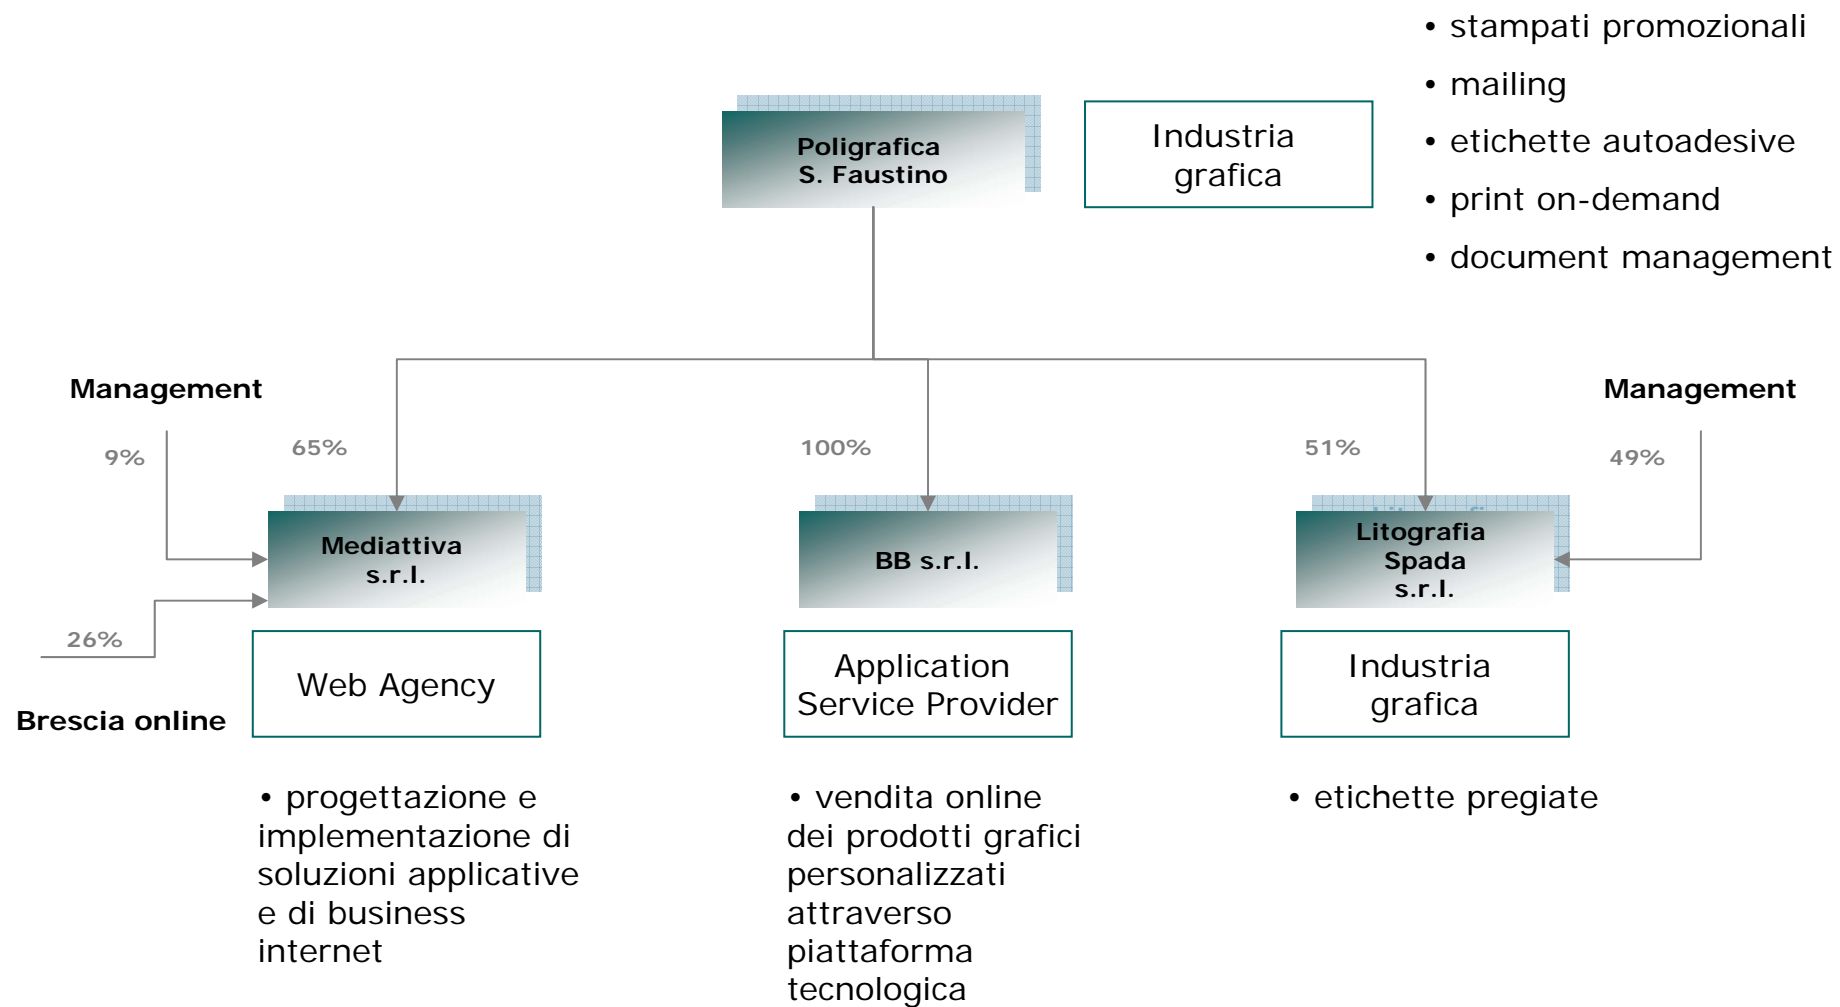 • stampati promozionali
• mailing
• etichette autoadesive
• print on-demand
• document management
Poligrafica
S. Faustino
Industria
grafica
Management
9%
65%
100%
51%
Management
49%
Mediattiva
s.r.l.
BB s.r.l.
Litografia
Spada
s.r.l.
26%
Brescia online
Web Agency
Application
Service Provider
Industria
grafica
• progettazione e
implementazione di
soluzioni applicative
e di business
internet
• vendita online
dei prodotti grafici
personalizzati
attraverso
piattaforma
tecnologica
• etichette pregiate